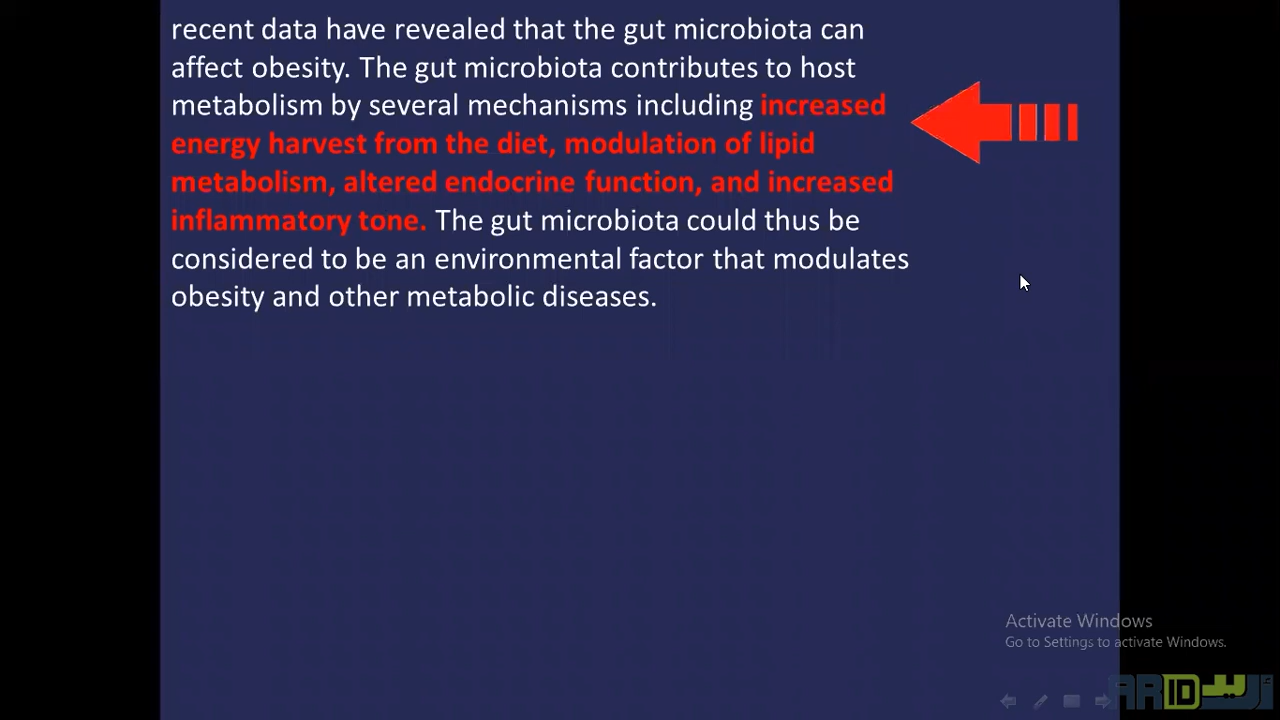 recent data have revealed that the gut microbiota can
affect obesity. The gut microbiota contributes to host
metabolism by several mechanisms including increased
energy harvest from the diet, modulation of lipid
metabolism, altered endocrine function, and increased
inflammatory tone. The gut microbiota could thus be
considered to be an environmental factor that modulates
obesity and other metabolic diseases.
Activate Windows
Go to Settings to activate Windows.
ARID أريد